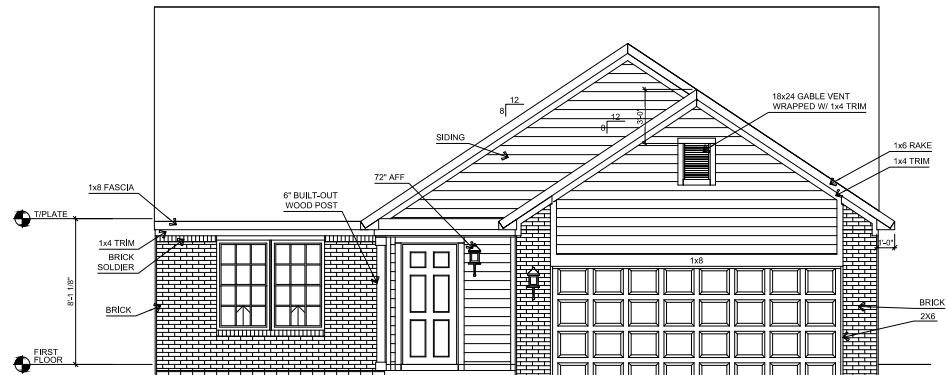 12
8
12
8
3'-0"
18x24 GABLE VENT
WRAPPED W/ 1x4 TRIM
SIDING
1x6 RAKE
1x4 TRIM
72" AFF
1x8 FASCIA
6" BUILT-OUT
WOOD POST
T/PLATE
1x4 TRIM
BRICK
SOLDIER
1'-0"
1x8
8'-1 1/8"
BRICK
BRICK
2X6
FIRST
FLOOR